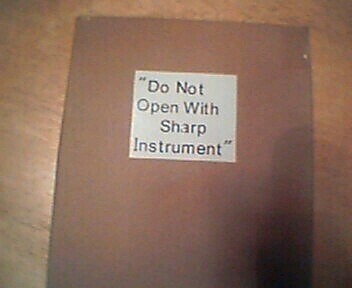 "Do Not
Open With
Sharp
Instrument"